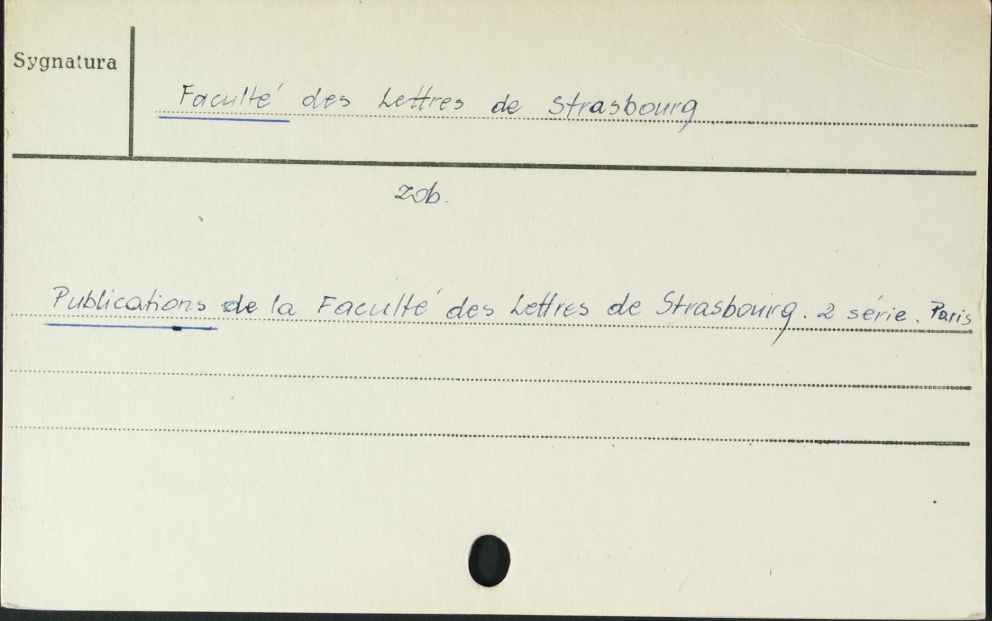 Sygnatura
Faculté des Lettres de Strasbourg
zob.
Publications de la Faculté des Lettres de Strasbourg. 2 série. Paris